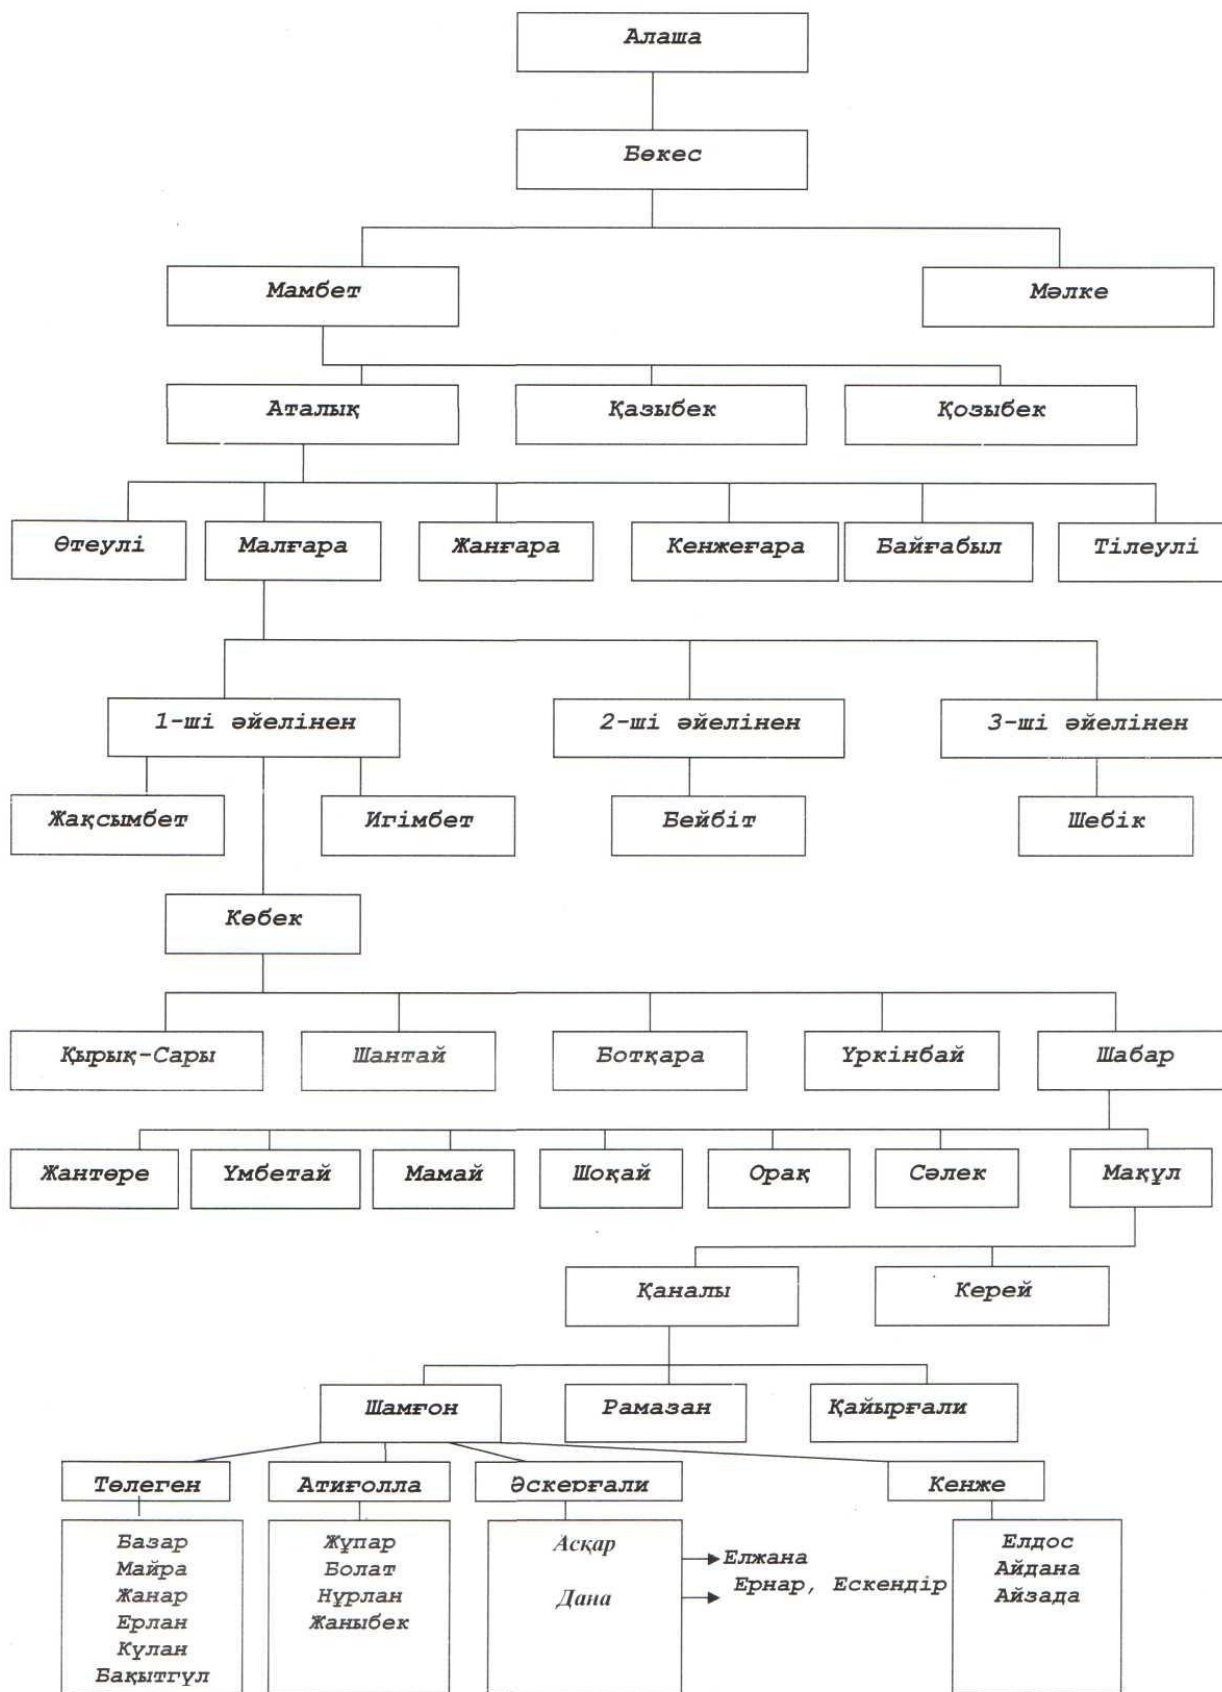 Алаша
Бөкес
Мамбет Мәлке
Аталық Қазыбек Қозыбек
Өтеулі Малғара Жанғара Кенжеғара Байғабыл Тілеулі
1-ші әйелінен 2-ші әйелінен 3-ші әйелінен
Жақсымбет Игімбет Бейбіт Шебік
Көбек
Қырық-Сары Шантай Ботқара Үркінбай Шабар
Жантөре Үмбетай Мамай Шоқай Орақ Сәлек Мақұл
Қаналы Керей
Шамғон Рамазан Қайырғали
Төлеген Атиғолла Әскерғали Кенже
Базар
Майра
Жанар
Ерлан
Күлан
Бақытгүл
Жұпар
Болат
Нұрлан
Жаныбек
Асқар Елжана
Дана Ернар, Ескендір
Елдос
Айдана
Айзада